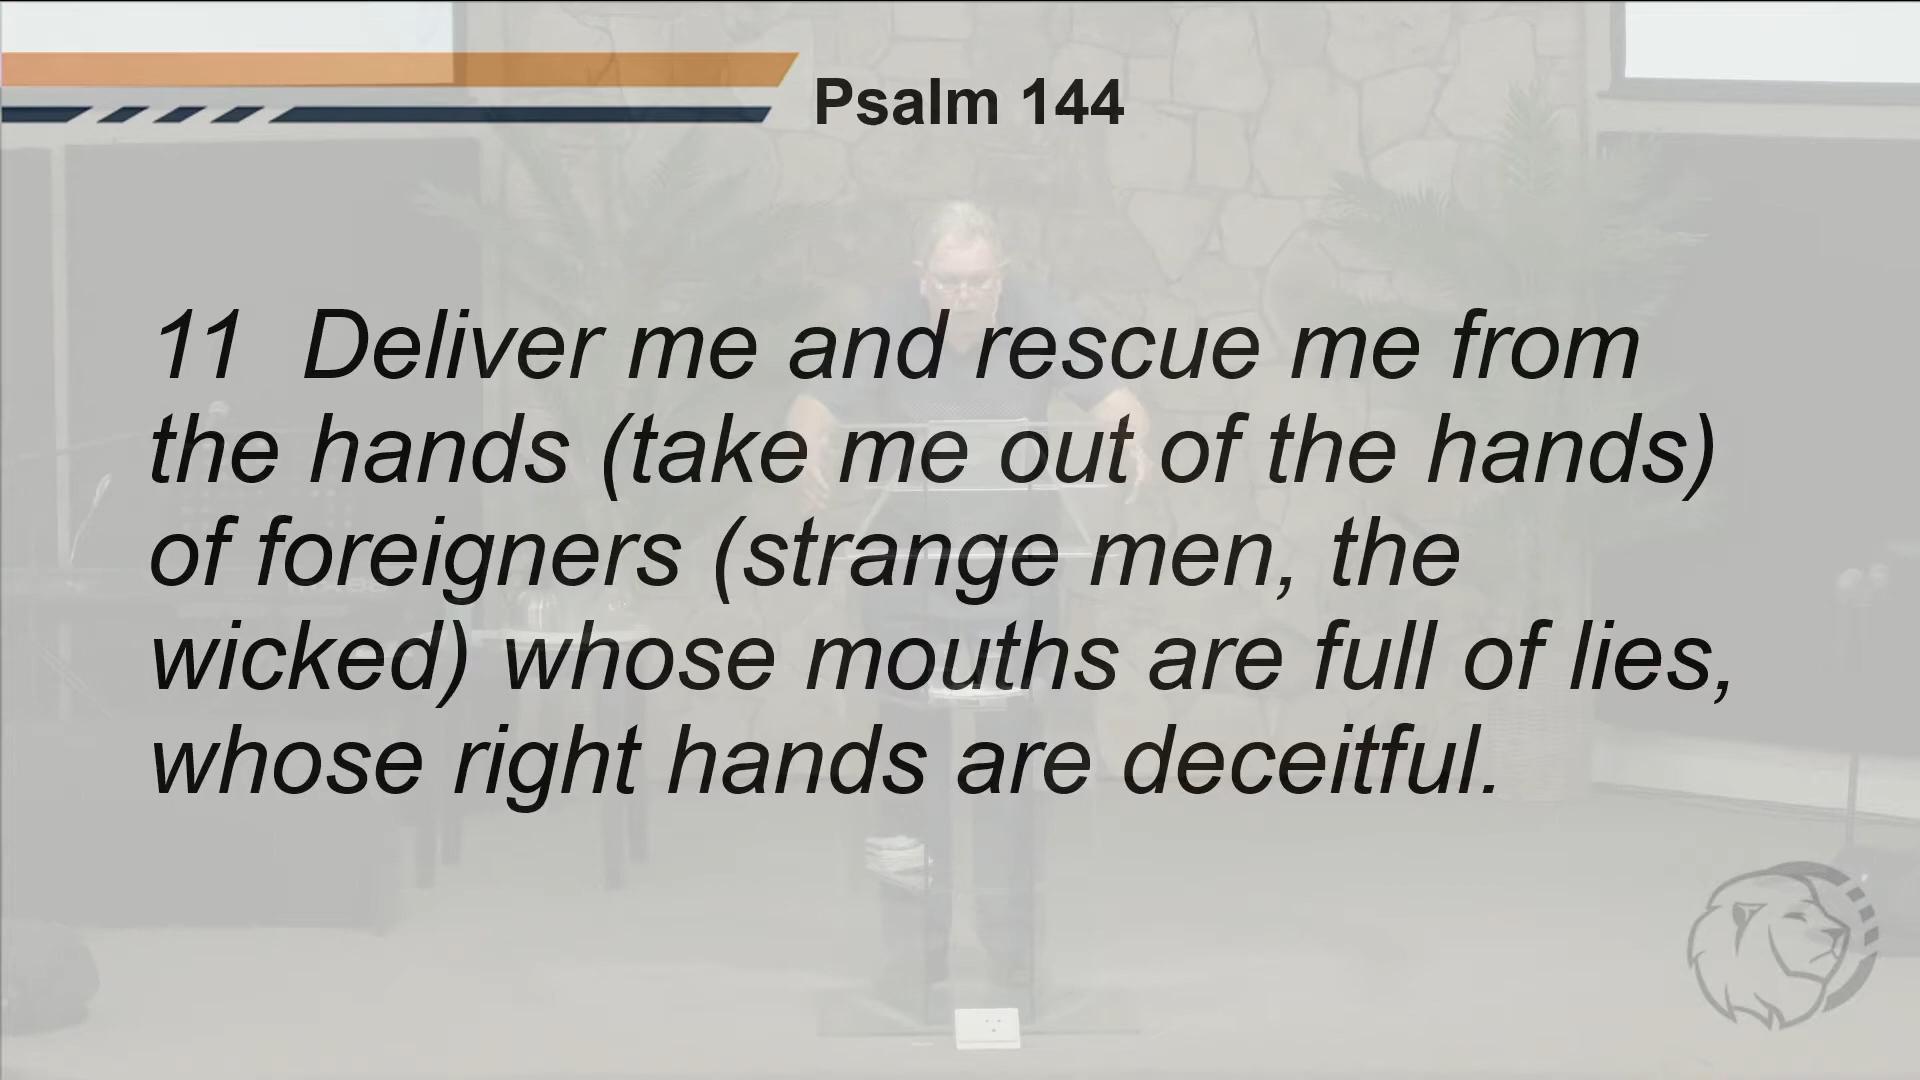 Psalm 144
11 Deliver me and rescue me from
the hands (take me out of the hands)
of foreigners (strange men, the
wicked) whose mouths are full of lies,
whose right hands are deceitful.